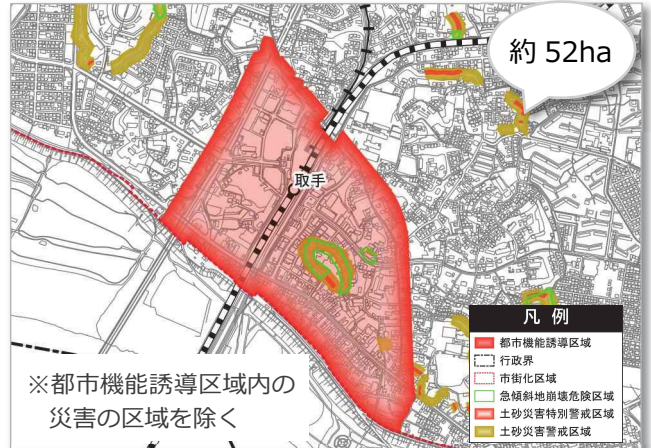 約 52ha
取手
凡 例
都市機能誘導区域
行政界
市街化区域
急傾斜地崩壊危険区域
土砂災害特別警戒区域
土砂災害警戒区域
※都市機能誘導区域内の
災害の区域を除く